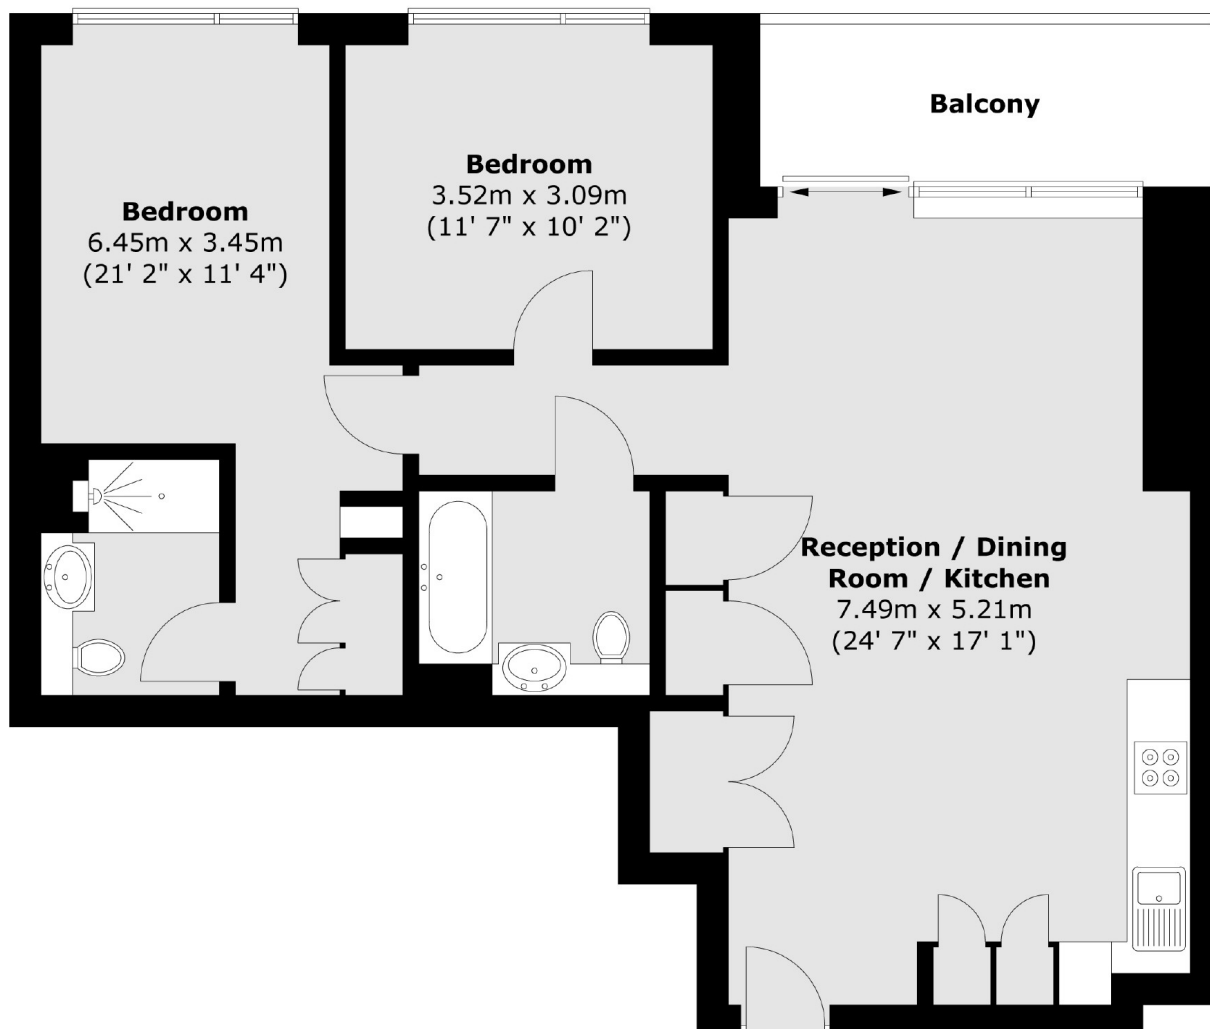 Balcony
Bedroom
3.52m x 3.09m
(11' 7" x 10' 2")
Bedroom
6.45m x 3.45m
(21' 2" x 11' 4")
Reception / Dining
Room / Kitchen
7.49m x 5.21m
(24' 7" x 17' 1")